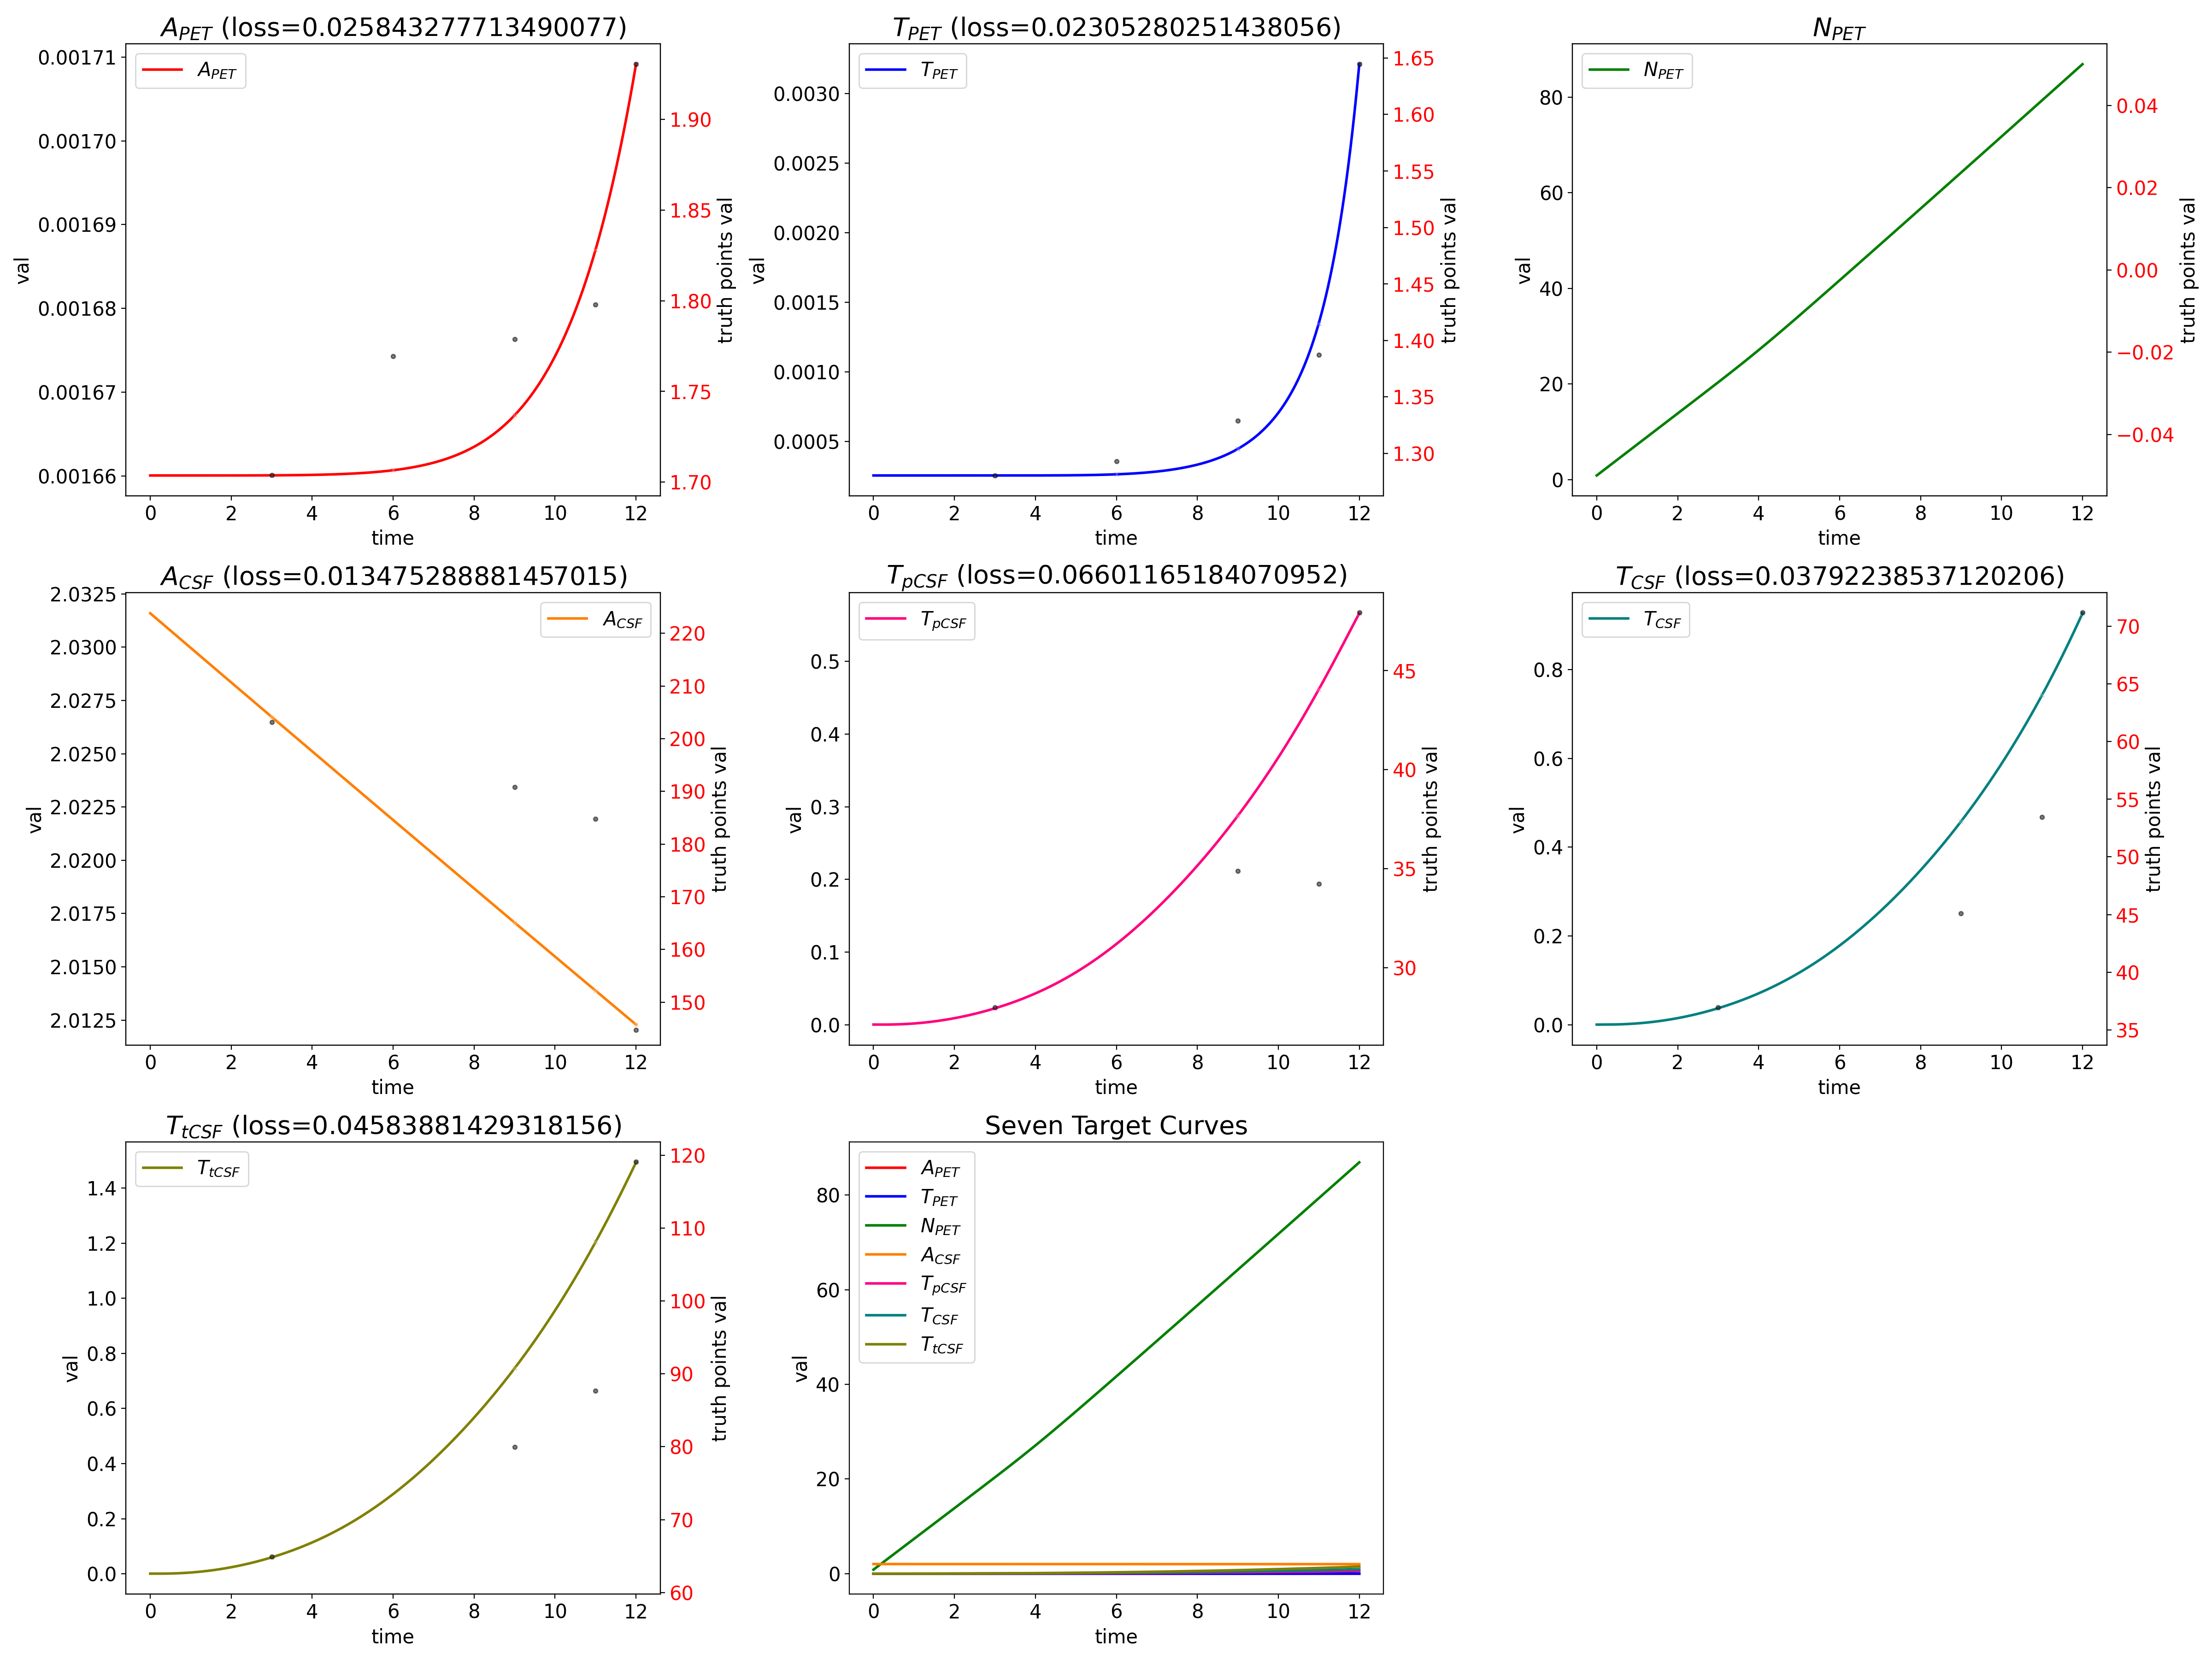 A_PET (loss=0.025843277713490077)
A_PET
0.00171
0.00170
0.00169
0.00168
0.00167
0.00166
val
1.90
1.85
1.80
1.75
1.70
truth points val
0 2 4 6 8 10 12
time
T_PET (loss=0.02305280251438056)
T_PET
0.0030
0.0025
0.0020
0.0015
0.0010
0.0005
val
1.65
1.60
1.55
1.50
1.45
1.40
1.35
1.30
truth points val
0 2 4 6 8 10 12
time
N_PET
N_PET
80
60
40
20
0
val
0.04
0.02
0.00
−0.02
−0.04
truth points val
0 2 4 6 8 10 12
time
A_CSF (loss=0.013475288881457015)
A_CSF
2.0325
2.0300
2.0275
2.0250
2.0225
2.0200
2.0175
2.0150
2.0125
val
220
210
200
190
180
170
160
150
truth points val
0 2 4 6 8 10 12
time
T_pCSF (loss=0.06601165184070952)
T_pCSF
0.5
0.4
0.3
0.2
0.1
0.0
val
45
40
35
30
truth points val
0 2 4 6 8 10 12
time
T_CSF (loss=0.03792238537120206)
T_CSF
0.8
0.6
0.4
0.2
0.0
val
70
65
60
55
50
45
40
35
truth points val
0 2 4 6 8 10 12
time
T_tCSF (loss=0.04583881429318156)
T_tCSF
1.4
1.2
1.0
0.8
0.6
0.4
0.2
0.0
val
120
110
100
90
80
70
60
truth points val
0 2 4 6 8 10 12
time
Seven Target Curves
A_PET
T_PET
N_PET
A_CSF
T_pCSF
T_CSF
T_tCSF
80
60
40
20
0
val
0 2 4 6 8 10 12
time